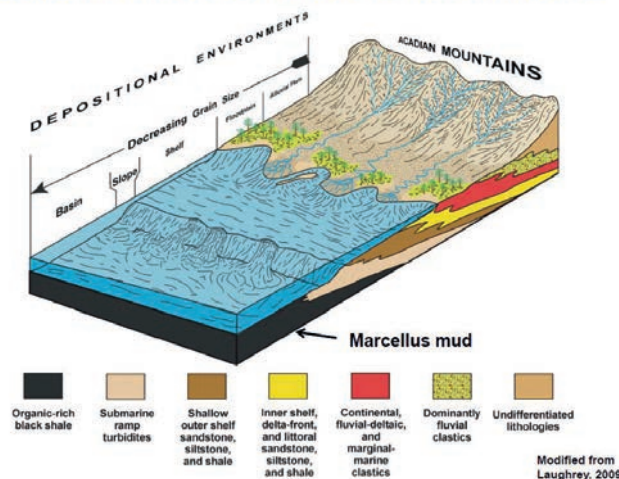 DEPOSITIONAL ENVIRONMENTS
ACADIAN MOUNTAINS
Decreasing Grain Size
Basin
Slope
Shelf
Floodplain
Alluvial Plain
Marcellus mud
Organic-rich
black shale
Submarine
ramp
turbidites
Shallow
outer shelf
sandstone,
siltstone,
and shale
Inner shelf,
delta-front,
and littoral
sandstone,
siltstone,
and shale
Continental,
fluvial-deltaic,
and
marginal-
marine
clastics
Dominantly
fluvial
clastics
Undifferentiated
lithologies
Modified from
Laughrey, 2009